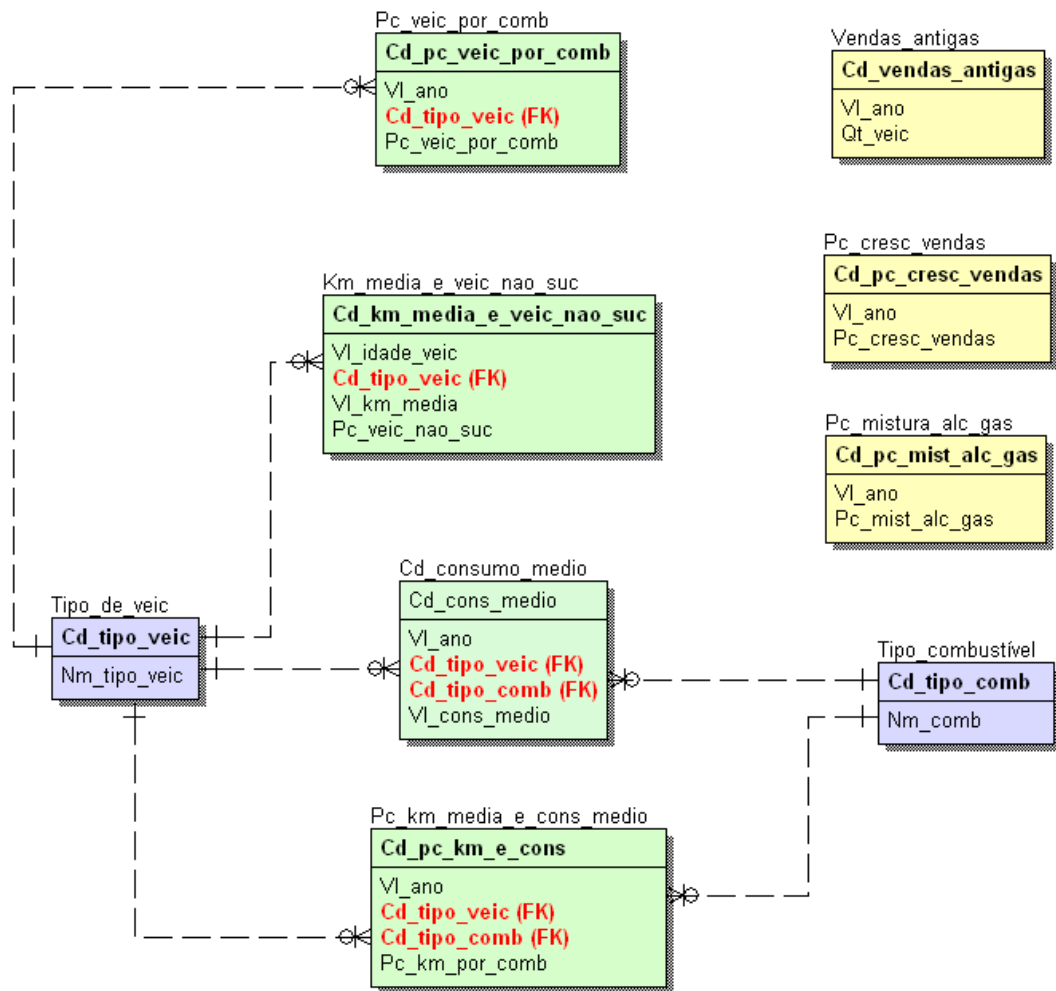 Pc_veic_por_comb
Cd_pc_veic_por_comb
Vl_ano
Cd_tipo_veic (FK)
Pc_veic_por_comb
Vendas_antigas
Cd_vendas_antigas
Vl_ano
Qt_veic
Pc_cresc_vendas
Cd_pc_cresc_vendas
Vl_ano
Pc_cresc_vendas
Km_media_e_veic_nao_suc
Cd_km_media_e_veic_nao_suc
Vl_idade_veic
Cd_tipo_veic (FK)
Vl_km_media
Pc_veic_nao_suc
Pc_mistura_alc_gas
Cd_pc_mist_alc_gas
Vl_ano
Pc_mist_alc_gas
Cd_consumo_medio
Cd_cons_medio
Vl_ano
Cd_tipo_veic (FK)
Cd_tipo_comb (FK)
Vl_cons_medio
Tipo_de_veic
Cd_tipo_veic
Nm_tipo_veic
Tipo_combustível
Cd_tipo_comb
Nm_comb
Pc_km_media_e_cons_medio
Cd_pc_km_e_cons
Vl_ano
Cd_tipo_veic (FK)
Cd_tipo_comb (FK)
Pc_km_por_comb